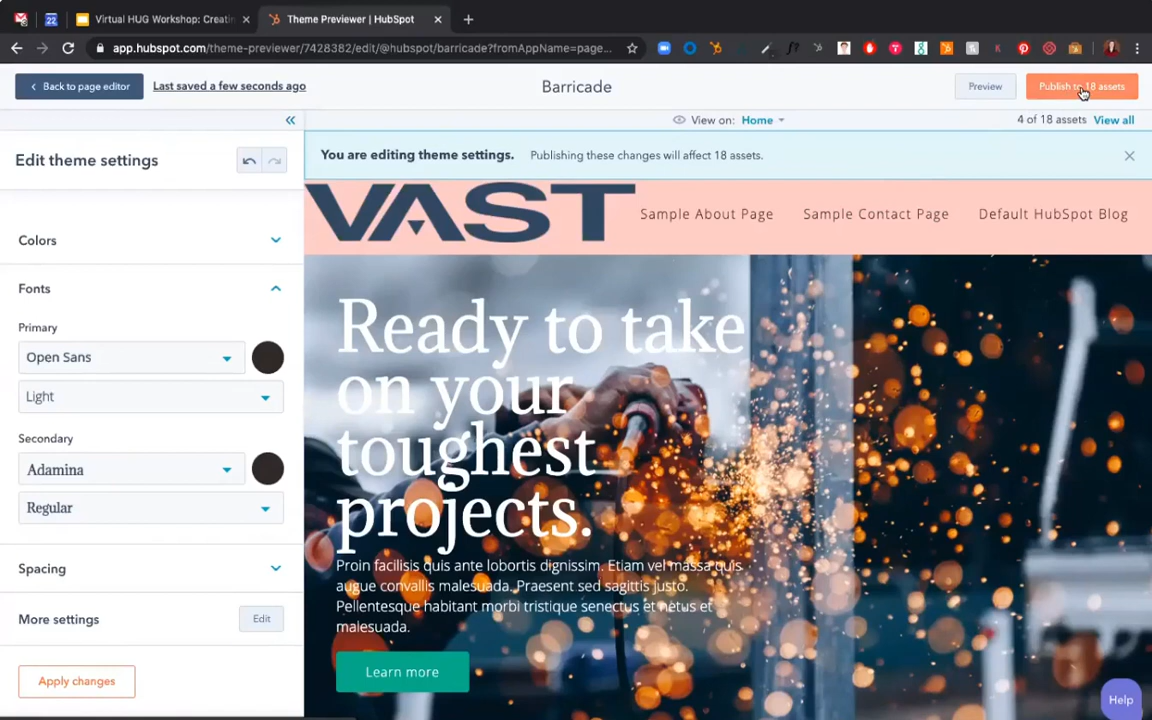 22
Virtual HUG Workshop: Creatin
Theme Previewer | HubSpot
app.hubspot.com/theme-previewer/7428382/edit/@hubspot/barricade?fromAppName=page...
Back to page editor
Last saved a few seconds ago
Barricade
Preview
Publish to 18 assets
View on: Home
4 of 18 assets View all
Edit theme settings
You are editing theme settings. Publishing these changes will affect 18 assets.
VAST
Sample About Page
Sample Contact Page
Default HubSpot Blog
Colors
Fonts
Primary
Open Sans
Light
Secondary
Adamina
Regular
Spacing
More settings
Edit
Apply changes
Ready to take
on your
toughest
projects.
Proin facilisis quis ante lobortis dignissim. Etiam vel massa quis
augue convallis malesuada. Praesent sed sagittis justo.
Pellentesque habitant morbi tristique senectus et netus et
malesuada.
Learn more
Help